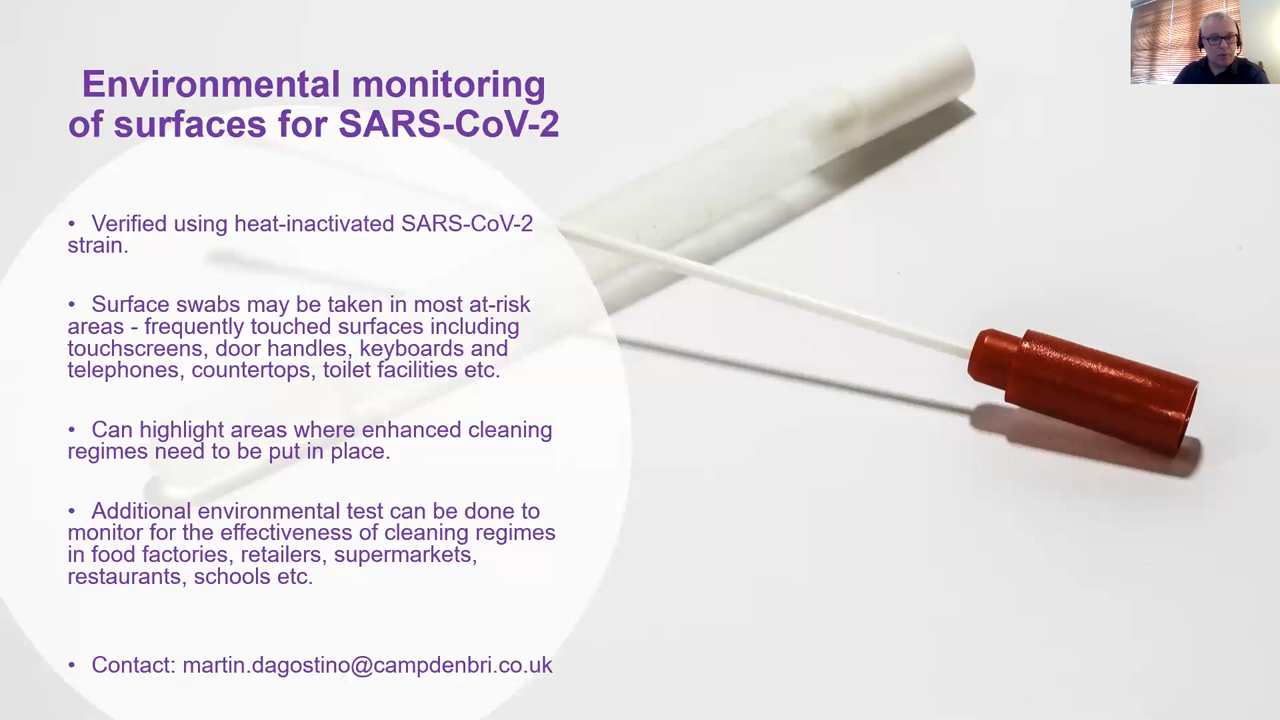 Environmental monitoring
of surfaces for SARS-CoV-2
• Verified using heat-inactivated SARS-CoV-2
strain.
• Surface swabs may be taken in most at-risk
areas - frequently touched surfaces including
touchscreens, door handles, keyboards and
telephones, countertops, toilet facilities etc.
• Can highlight areas where enhanced cleaning
regimes need to be put in place.
• Additional environmental test can be done to
monitor for the effectiveness of cleaning regimes
in food factories, retailers, supermarkets,
restaurants, schools etc.
• Contact: martin.dagostino@campdenbri.co.uk